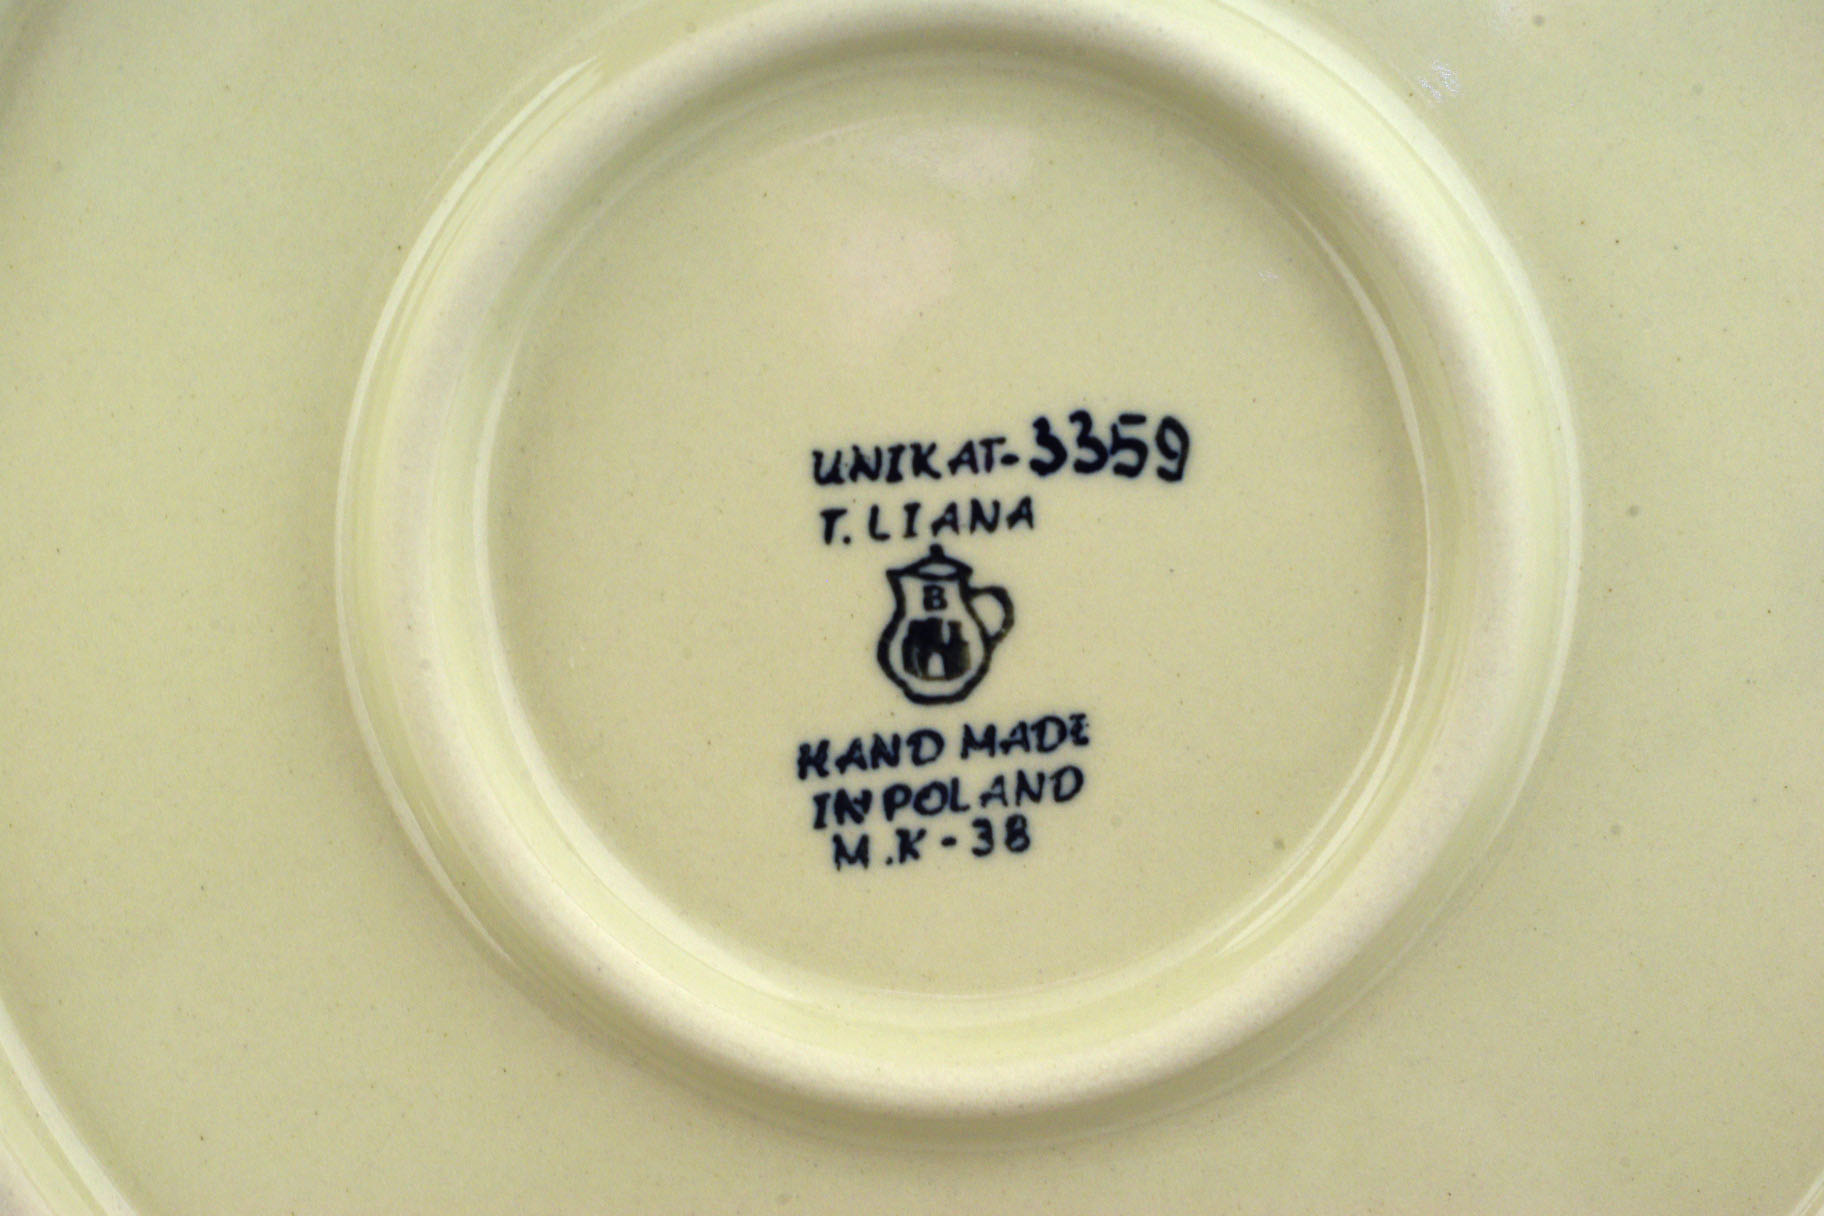 UNIKAT-3359
T. LIANA
B
HAND MADE
IN POLAND
M.K-38